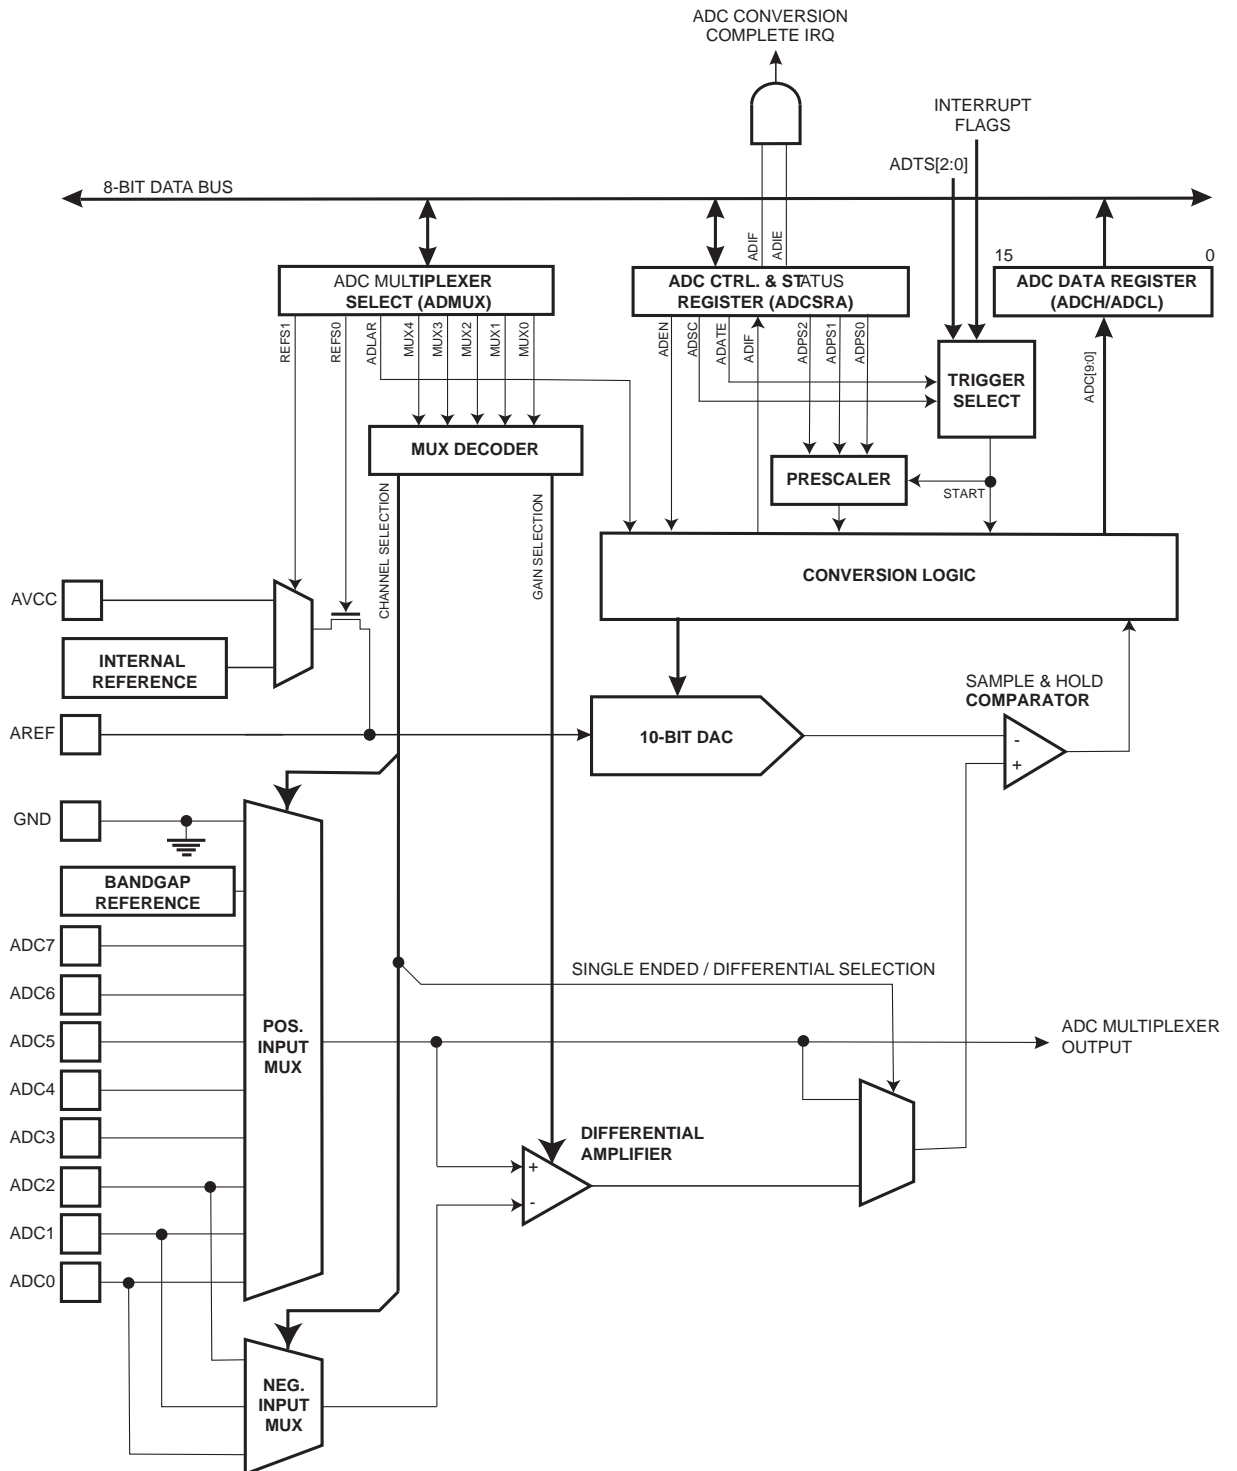 ADC CONVERSION
COMPLETE IRQ
INTERRUPT
FLAGS
ADTS[2:0]
8-BIT DATA BUS
ADIF
ADIE
15
0
ADC MULTIPLEXER
SELECT (ADMUX)
ADC CTRL. & STATUS
REGISTER (ADCSRA)
ADC DATA REGISTER
(ADCH/ADCL)
REFS1
REFS0
ADLAR
MUX4
MUX3
MUX2
MUX1
MUX0
ADEN
ADSC
ADATE
ADIF
ADPS2
ADPS1
ADPS0
ADC[9:0]
TRIGGER
SELECT
MUX DECODER
PRESCALER
START
CHANNEL SELECTION
GAIN SELECTION
CONVERSION LOGIC
AVCC
INTERNAL
REFERENCE
SAMPLE & HOLD
COMPARATOR
AREF
10-BIT DAC
-
+
GND
BANDGAP
REFERENCE
ADC7
SINGLE ENDED / DIFFERENTIAL SELECTION
ADC6
ADC5
POS.
INPUT
MUX
ADC MULTIPLEXER
OUTPUT
ADC4
ADC3
DIFFERENTIAL
AMPLIFIER
+
-
ADC2
ADC1
ADC0
NEG.
INPUT
MUX